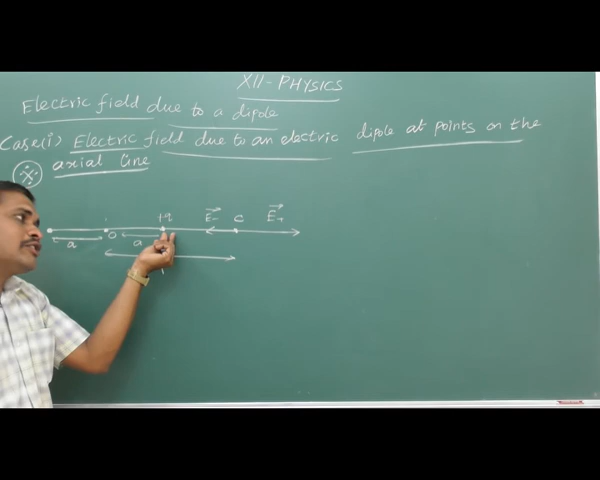 XII - PHYSICS
Electric field due to a dipole
Case(i) Electric field due to an electric dipole at points on the
axial line
+q E- C E+
a O a